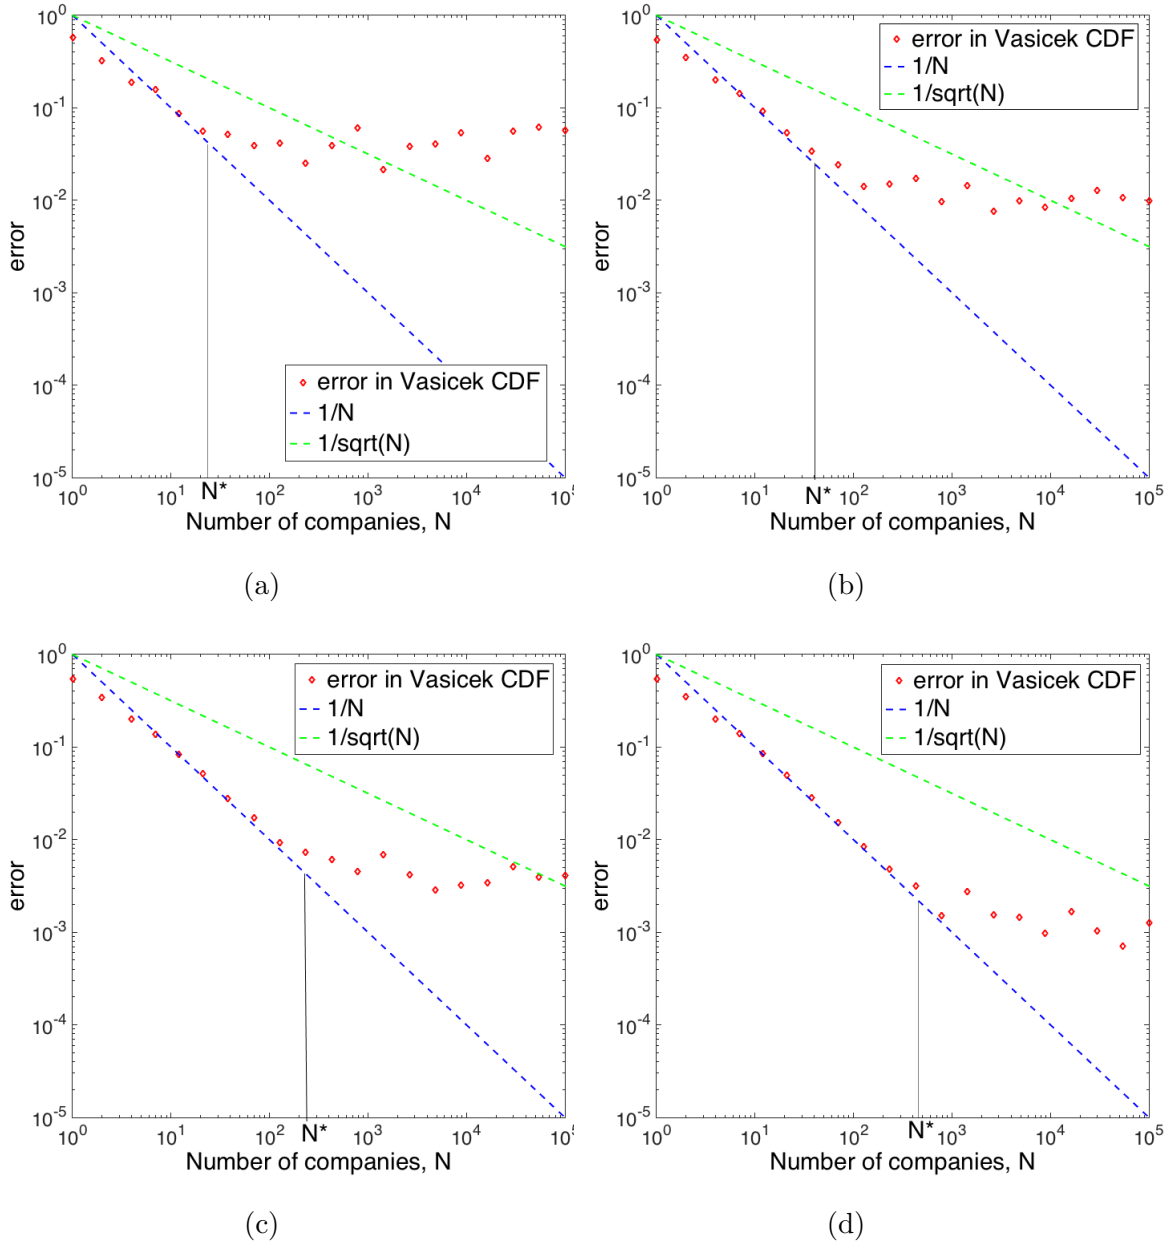 10^0
10^-1
10^-2
10^-3
10^-4
10^-5
error
error in Vasicek CDF
1/N
1/sqrt(N)
10^0 10^1 N* 10^2 10^3 10^4 10^5
Number of companies, N
(a)
10^0
10^-1
10^-2
10^-3
10^-4
10^-5
error
error in Vasicek CDF
1/N
1/sqrt(N)
10^0 10^1 N* 10^2 10^3 10^4 10^5
Number of companies, N
(b)
10^0
10^-1
10^-2
10^-3
10^-4
10^-5
error
error in Vasicek CDF
1/N
1/sqrt(N)
10^0 10^1 10^2 N* 10^3 10^4 10^5
Number of companies, N
(c)
10^0
10^-1
10^-2
10^-3
10^-4
10^-5
error
error in Vasicek CDF
1/N
1/sqrt(N)
10^0 10^1 10^2 N* 10^3 10^4 10^5
Number of companies, N
(d)